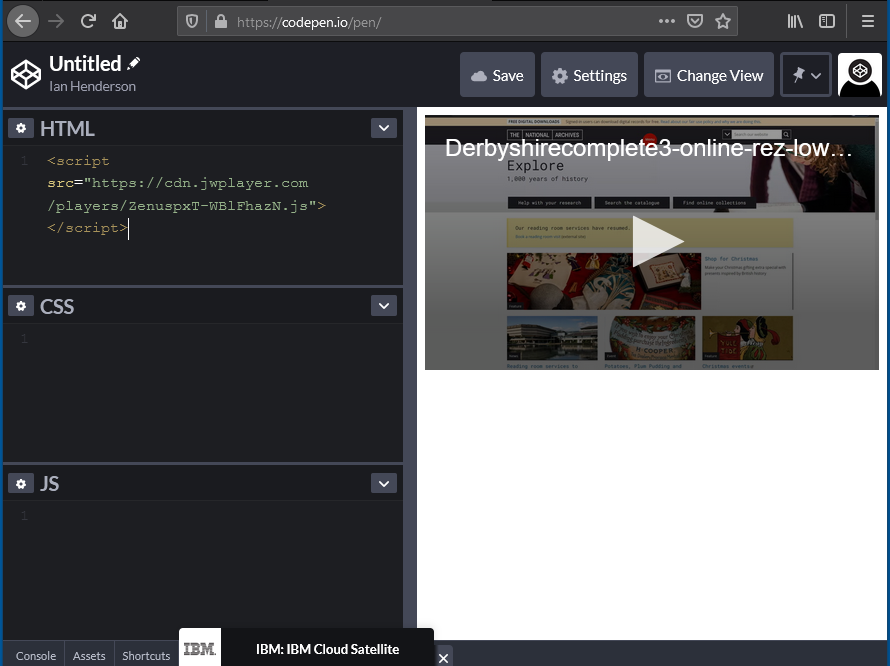 https://codepen.io/pen/
Untitled
Ian Henderson
Save
Settings
Change View
HTML
1
<script
src="https://cdn.jwplayer.com
/players/ZenuspxT-WBlFhazN.js">
</script>
CSS
1
JS
1
FREE DIGITAL DOWNLOADS
THE NATIONAL ARCHIVES
Derbyshirecomplete3-online-rez-low...
Explore
1,000 years of history
Help with your research
Search the catalogue
Find online collections
Our reading room services have resumed.
Shop for Christmas
Reading room services to
Potatoes, Plum Pudding and
Christmas eventjes
Console
Assets
Shortcuts
IBM
IBM: IBM Cloud Satellite